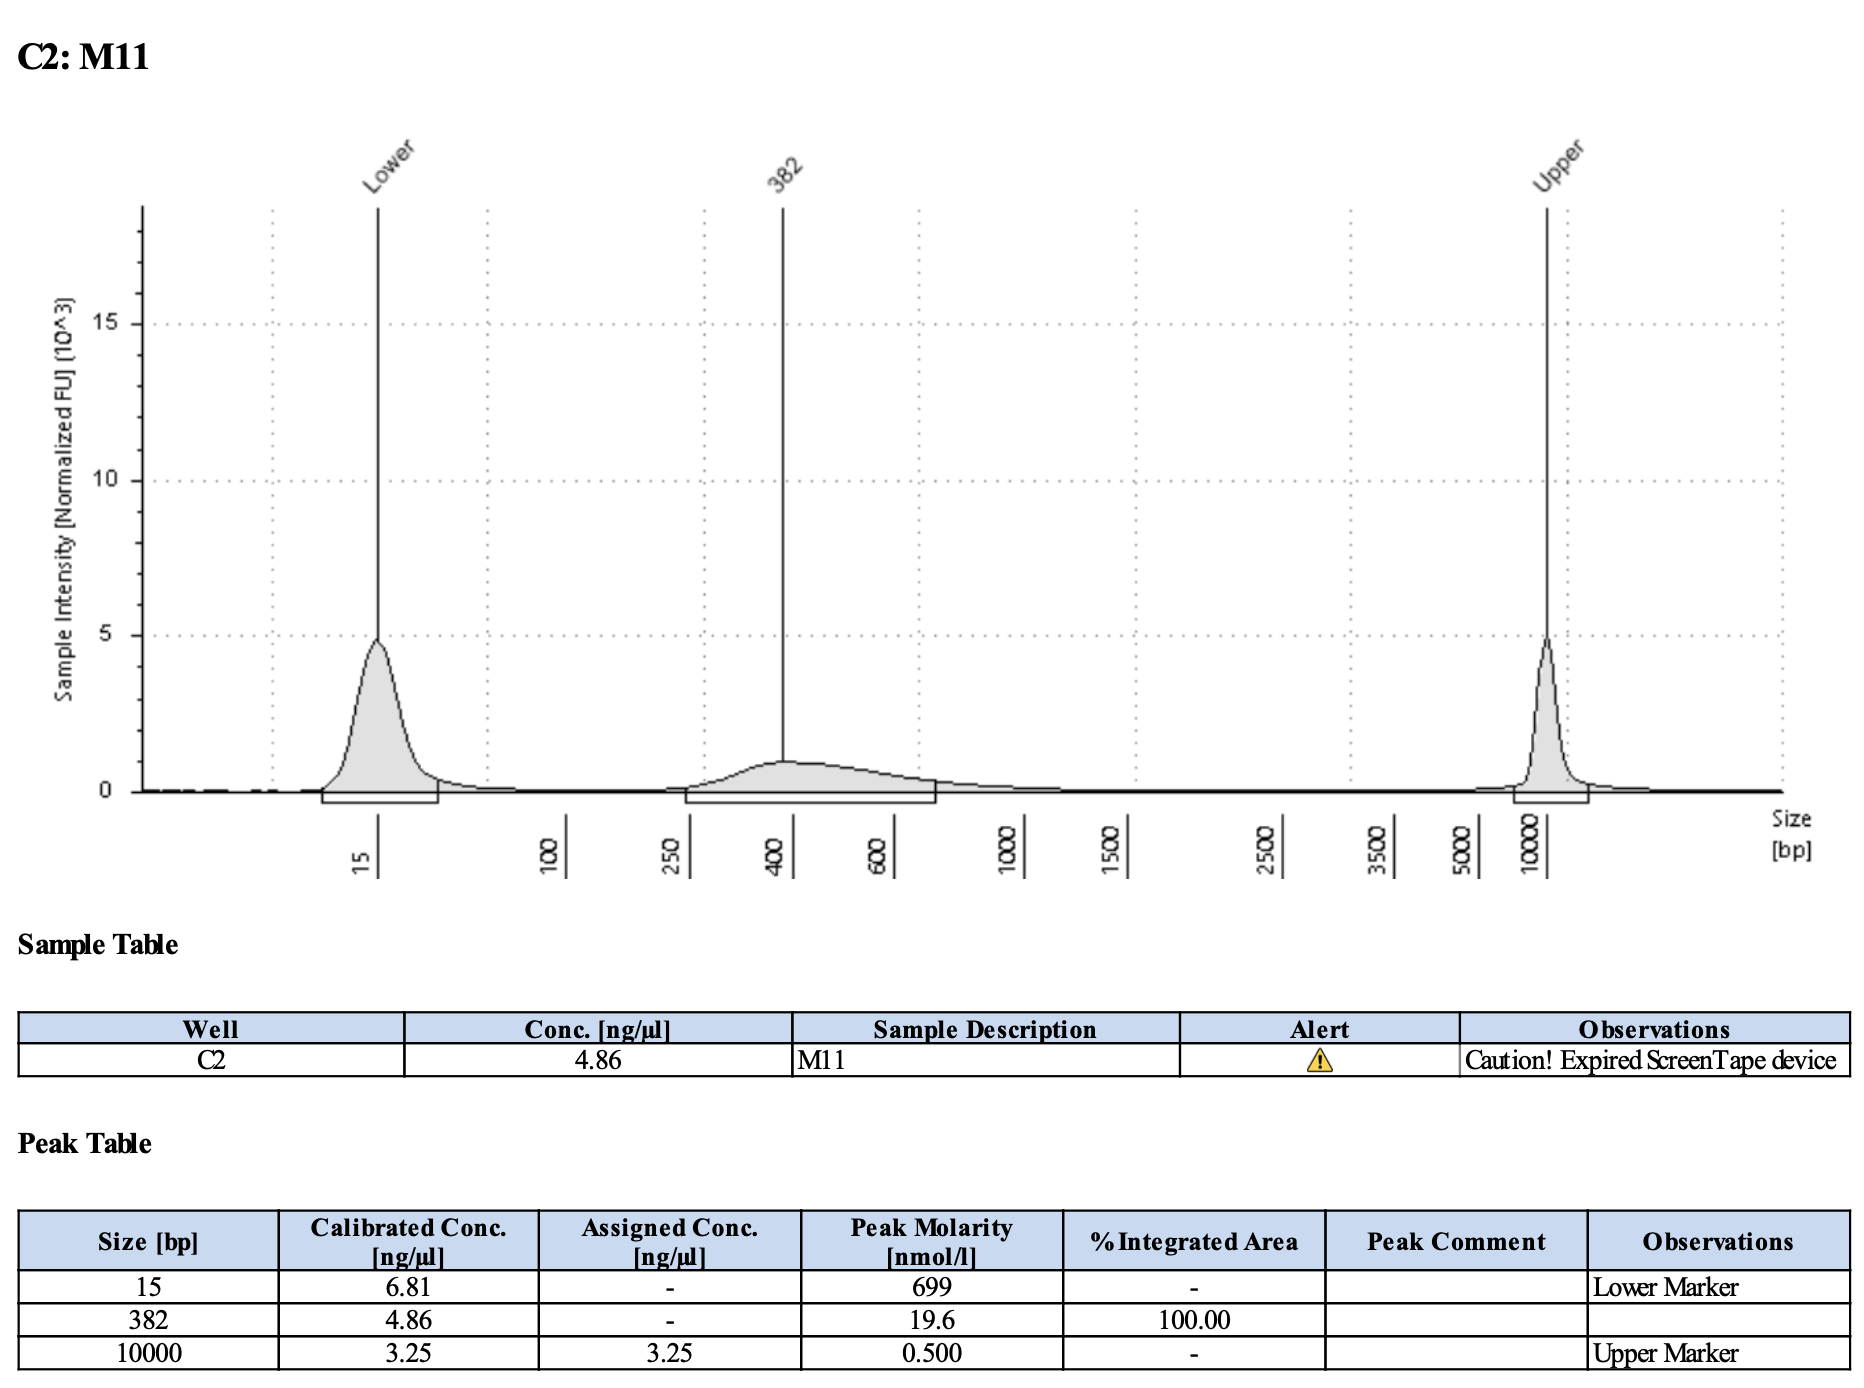 C2: M11
Lower
382
Upper
Sample Intensity [Normalized FU] (10^3)
15
10
5
0
15
100
250
400
600
1000
1500
2500
3500
5000
10000
Size
[bp]
Sample Table
Well Conc. [ng/µl] Sample Description Alert Observations
C2 4.86 M11 Caution! Expired ScreenTape device
Peak Table
Size [bp] Calibrated Conc. [ng/µl] Assigned Conc. [ng/µl] Peak Molarity [nmol/l] % Integrated Area Peak Comment Observations
15 6.81 - 699 - Lower Marker
382 4.86 - 19.6 100.00
10000 3.25 3.25 0.500 - Upper Marker